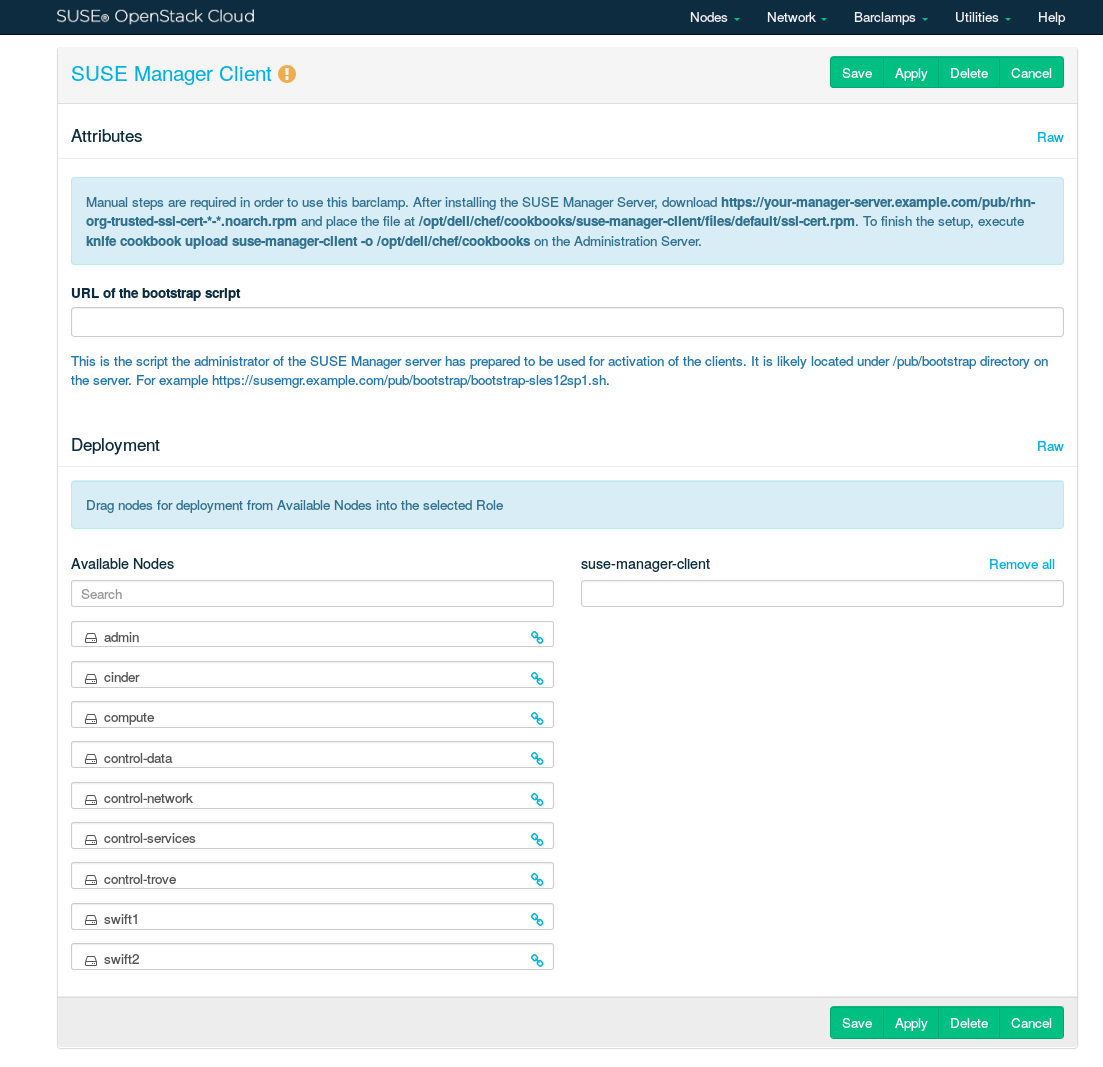 SUSE® OpenStack Cloud
Nodes Network Barclamps Utilities Help
SUSE Manager Client
Save Apply Delete Cancel
Attributes Raw
Manual steps are required in order to use this barclamp. After installing the SUSE Manager Server, download https://your-manager-server.example.com/pub/rhn-
org-trusted-ssl-cert-*-*.noarch.rpm and place the file at /opt/dell/chef/cookbooks/suse-manager-client/files/default/ssl-cert.rpm. To finish the setup, execute
knife cookbook upload suse-manager-client -o /opt/dell/chef/cookbooks on the Administration Server.
URL of the bootstrap script
This is the script the administrator of the SUSE Manager server has prepared to be used for activation of the clients. It is likely located under /pub/bootstrap directory on
the server. For example https://susemgr.example.com/pub/bootstrap/bootstrap-sles12sp1.sh.
Deployment Raw
Drag nodes for deployment from Available Nodes into the selected Role
Available Nodes
Search
admin
cinder
compute
control-data
control-network
control-services
control-trove
swift1
swift2
suse-manager-client Remove all
Save Apply Delete Cancel